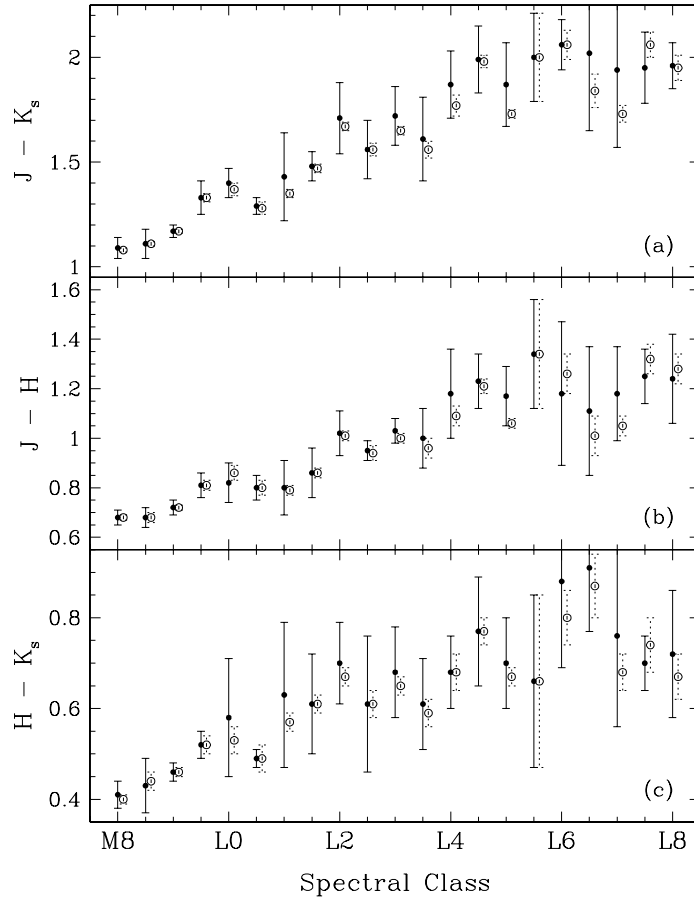 2
1.5
1
J – Kₛ
(a)
1.6
1.4
1.2
1
0.8
0.6
J – H
(b)
0.8
0.6
0.4
H – Kₛ
(c)
M8 L0 L2 L4 L6 L8
Spectral Class